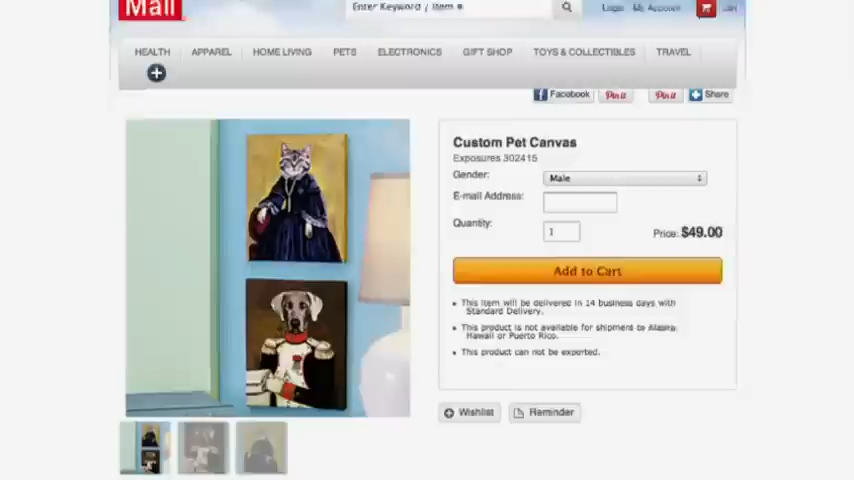 Mall
Enter Keyword / Item #
Login My Account
HEALTH APPAREL HOME LIVING PETS ELECTRONICS GIFT SHOP TOYS & COLLECTIBLES TRAVEL
Facebook Pin it Pin it Share
Custom Pet Canvas
Exposures 302415
Gender: Male
E-mail Address:
Quantity: 1 Price: $49.00
Add to Cart
This item will be delivered in 14 business days with
Standard Delivery.
This product is not available for shipment to Alaska,
Hawaii or Puerto Rico.
This product can not be exported.
Wishlist Reminder